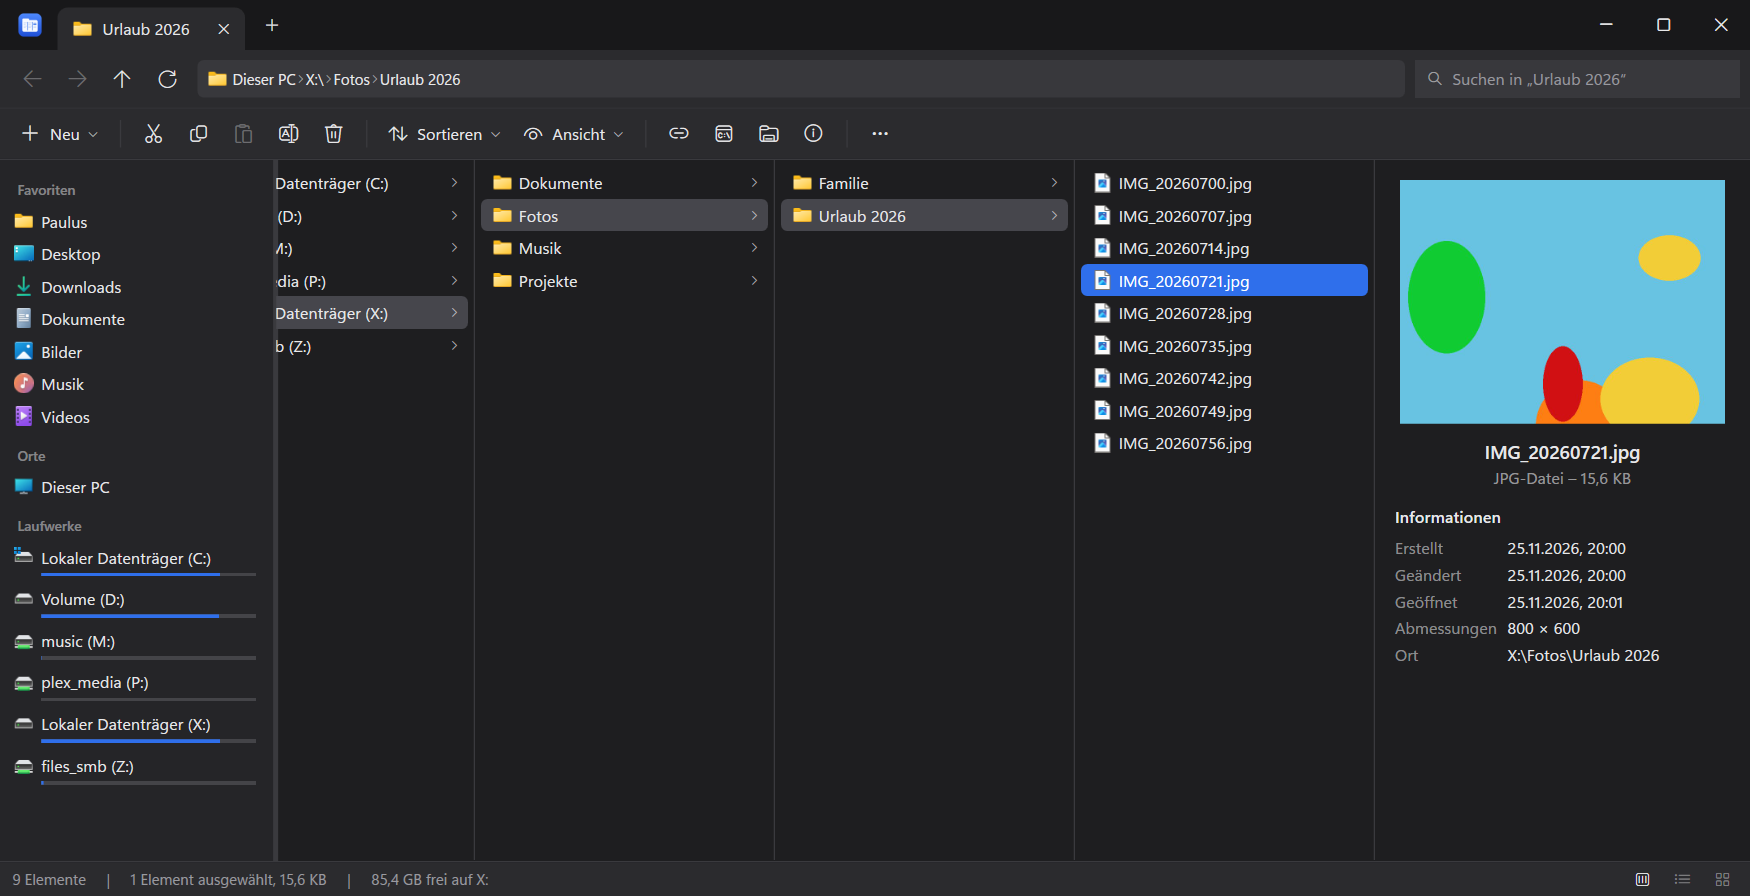 Urlaub 2026
Dieser PC › X:\ › Fotos › Urlaub 2026
Suchen in „Urlaub 2026“
Neu
Sortieren
Ansicht
Favoriten
Paulus
Desktop
Downloads
Dokumente
Bilder
Musik
Videos
Orte
Dieser PC
Laufwerke
Lokaler Datenträger (C:)
Volume (D:)
music (M:)
plex_media (P:)
Lokaler Datenträger (X:)
files_smb (Z:)
Datenträger (C:)
(D:)
M:)
dia (P:)
Datenträger (X:)
b (Z:)
Dokumente
Fotos
Musik
Projekte
Familie
Urlaub 2026
IMG_20260700.jpg
IMG_20260707.jpg
IMG_20260714.jpg
IMG_20260721.jpg
IMG_20260728.jpg
IMG_20260735.jpg
IMG_20260742.jpg
IMG_20260749.jpg
IMG_20260756.jpg
IMG_20260721.jpg
JPG-Datei – 15,6 KB
Informationen
Erstellt 25.11.2026, 20:00
Geändert 25.11.2026, 20:00
Geöffnet 25.11.2026, 20:01
Abmessungen 800 × 600
Ort X:\Fotos\Urlaub 2026
9 Elemente | 1 Element ausgewählt, 15,6 KB | 85,4 GB frei auf X: